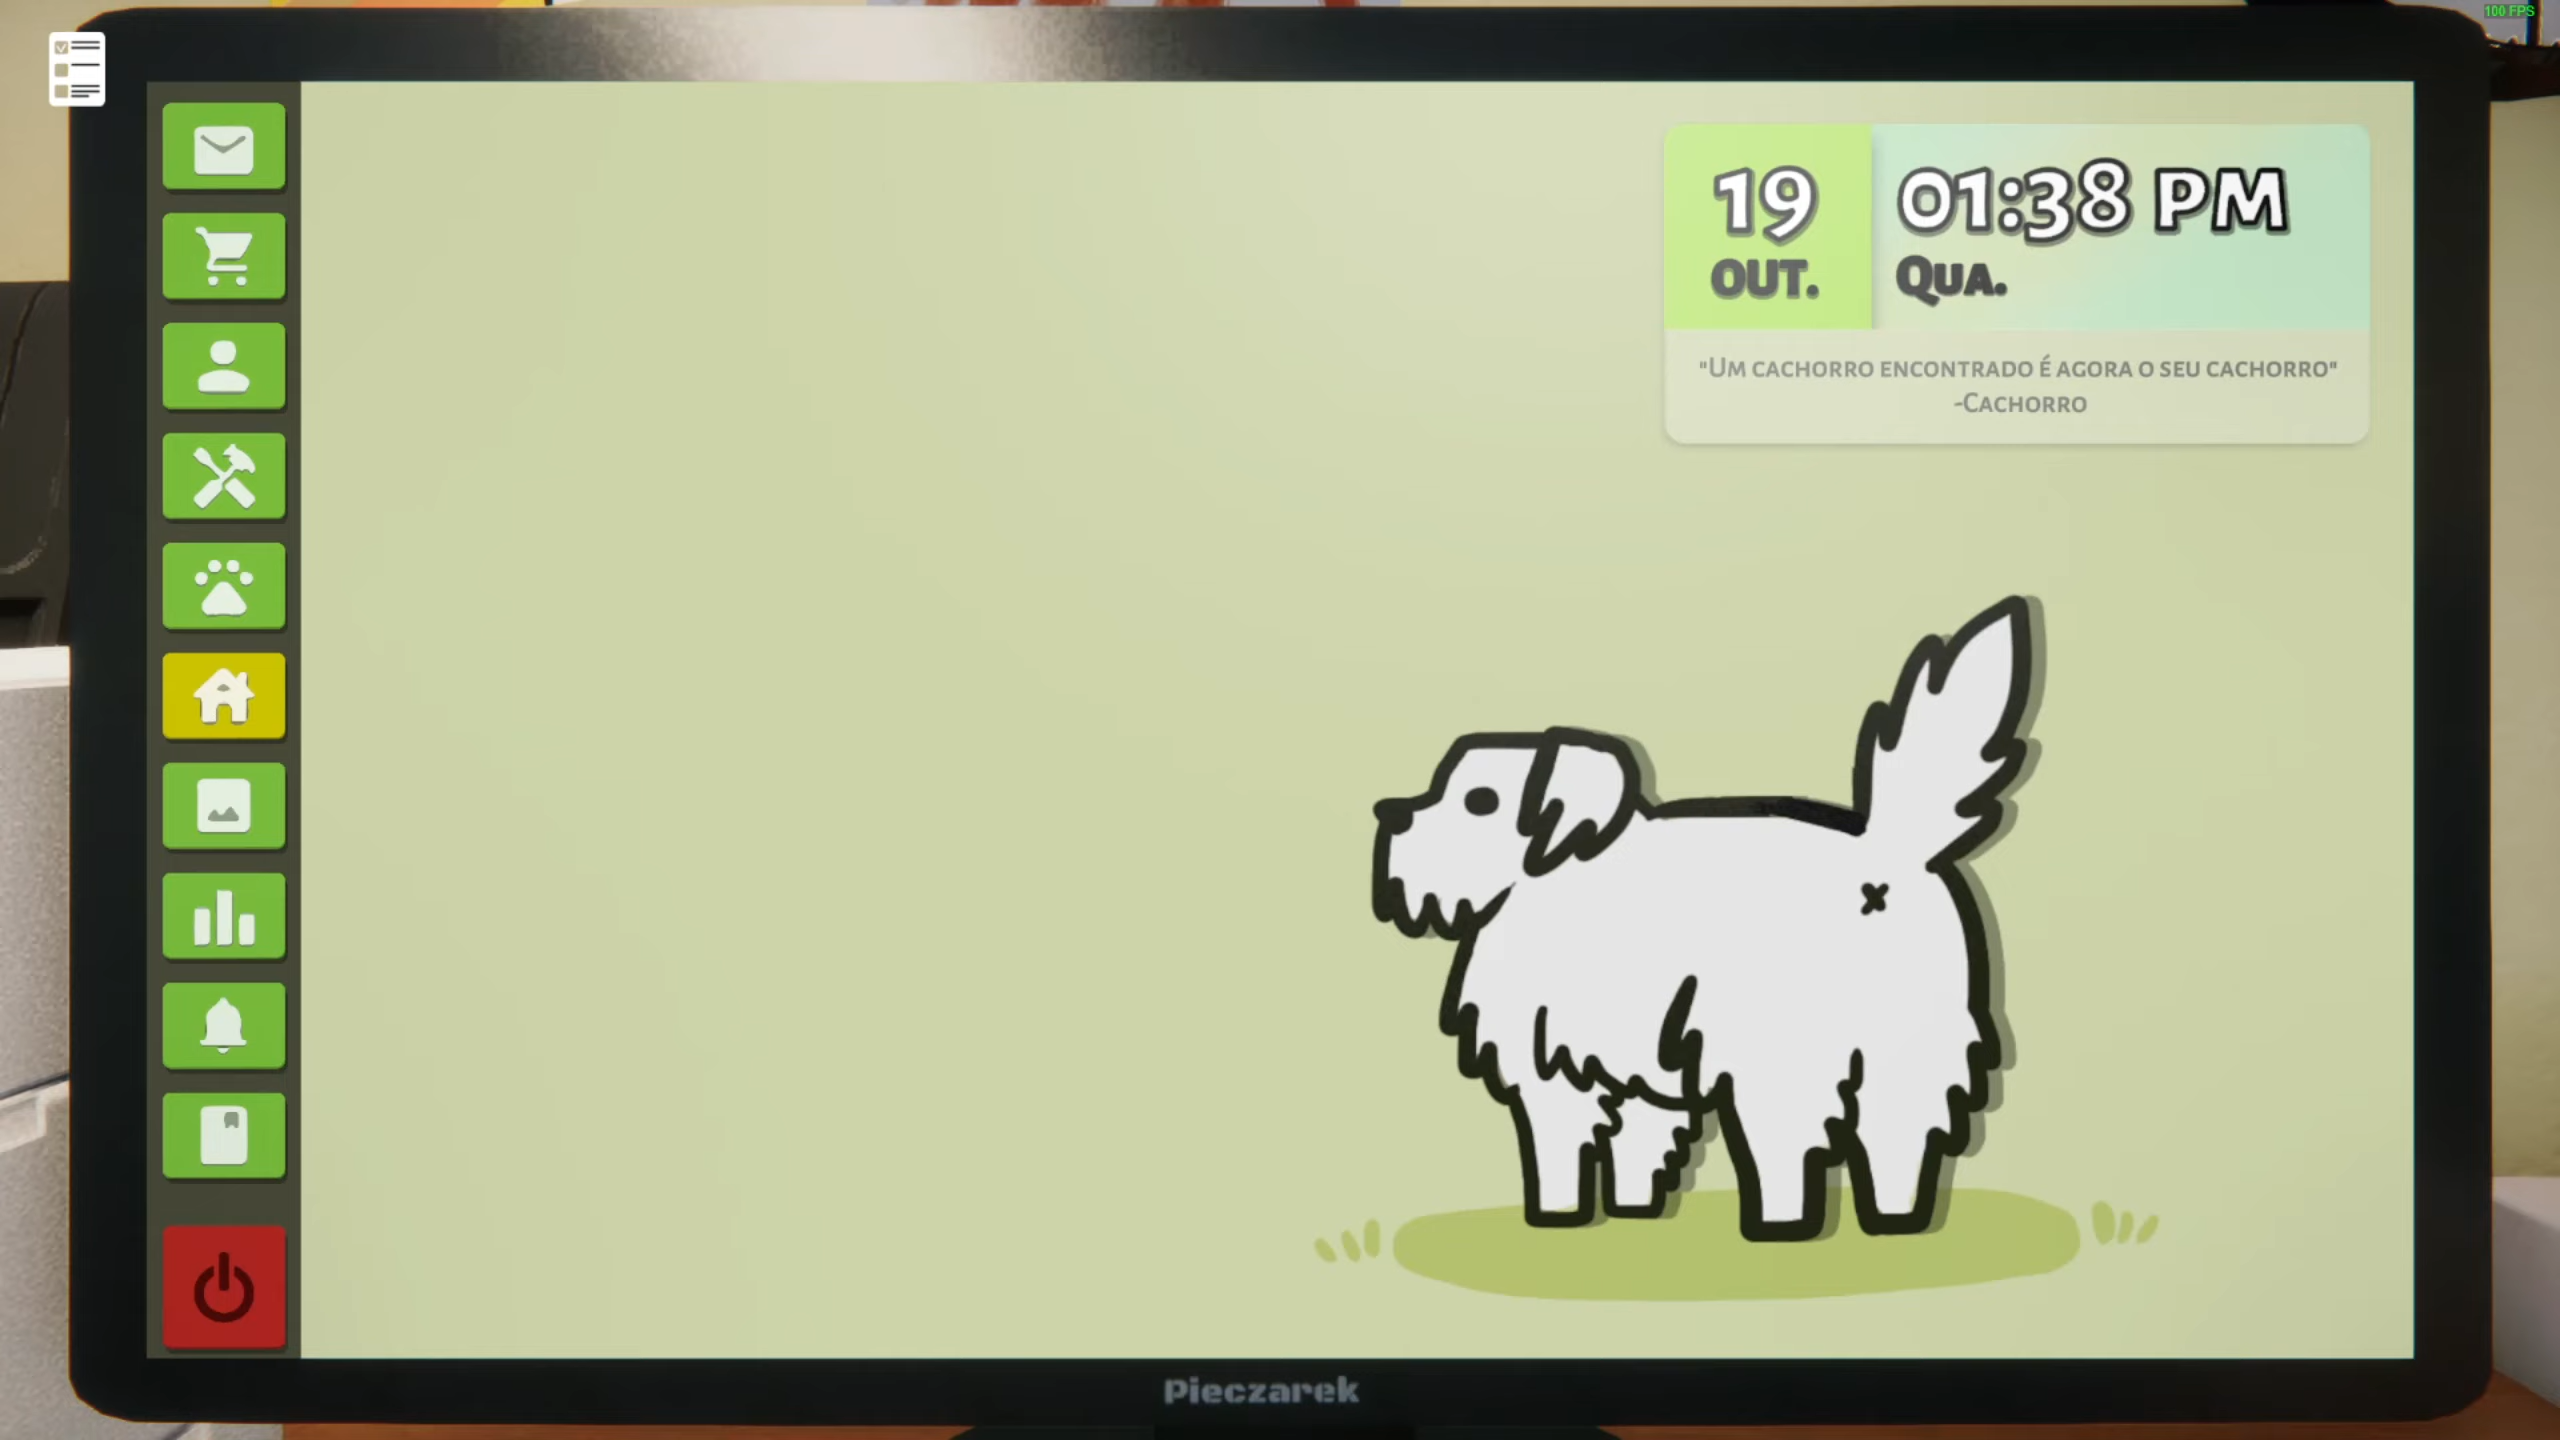 100 FPS
19
OUT.
01:38 PM
Qua.
"Um cachorro encontrado é agora o seu cachorro"
-Cachorro
Pieczarek